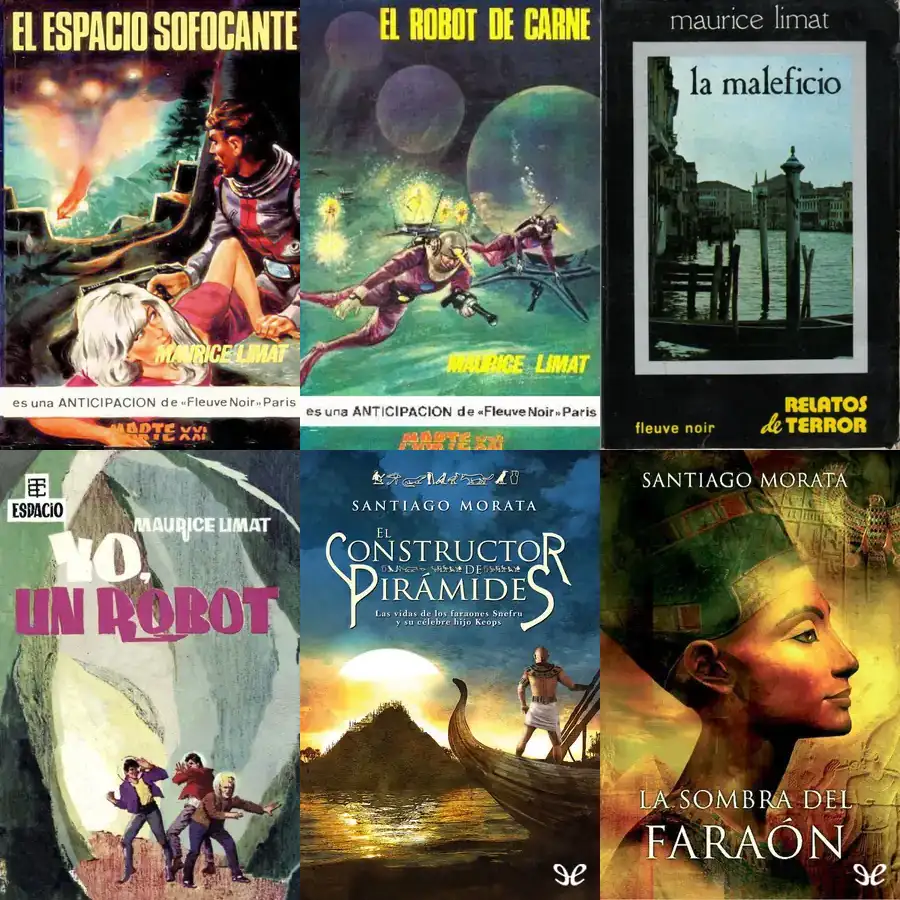 EL ESPACIO SOFOCANTE
MAURICE LIMAT
es una ANTICIPACION de «Fleuve Noir» Paris
MARTE XXI
EL ROBOT DE CARNE
MAURICE LIMAT
es una ANTICIPACION de «Fleuve Noir» Paris
MARTE XXI
maurice limat
la maleficio
fleuve noir
RELATOS
de TERROR
ESPACIO
MAURICE LIMAT
YO,
UN ROBOT
SANTIAGO MORATA
EL
CONSTRUCTOR
DE
PIRÁMIDES
Las vidas de los faraones Snefru
y su célebre hijo Keops
SANTIAGO MORATA
LA SOMBRA DEL
FARAÓN